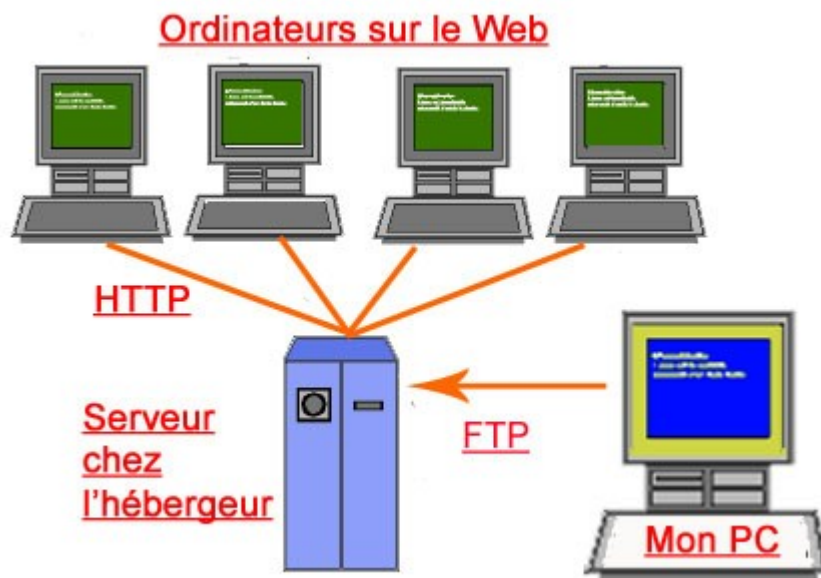 Ordinateurs sur le Web
HTTP
Serveur
chez
l'hébergeur
FTP
Mon PC